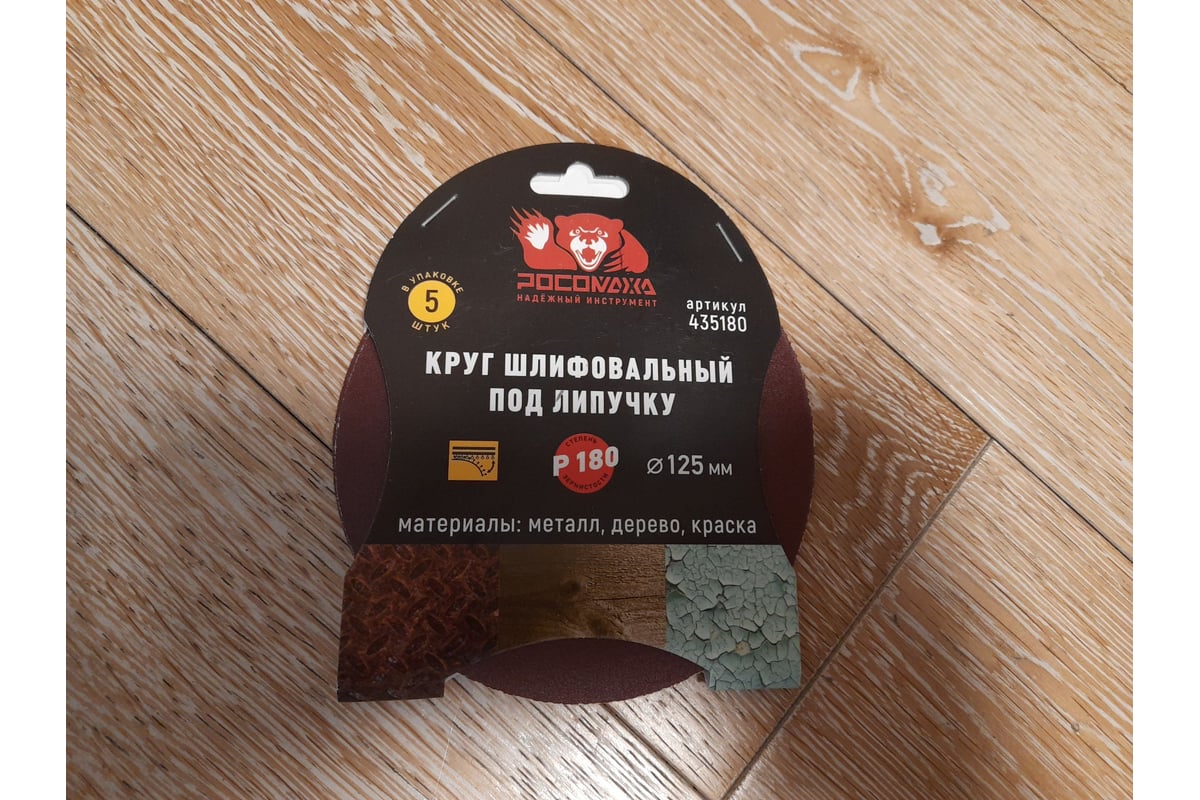 РОСОМАХА
НАДЁЖНЫЙ ИНСТРУМЕНТ
В УПАКОВКЕ
5
ШТУК
артикул
435180
КРУГ ШЛИФОВАЛЬНЫЙ
ПОД ЛИПУЧКУ
СТЕПЕНЬ
P 180
ЗЕРНИСТОСТИ
⌀ 125 мм
материалы: металл, дерево, краска